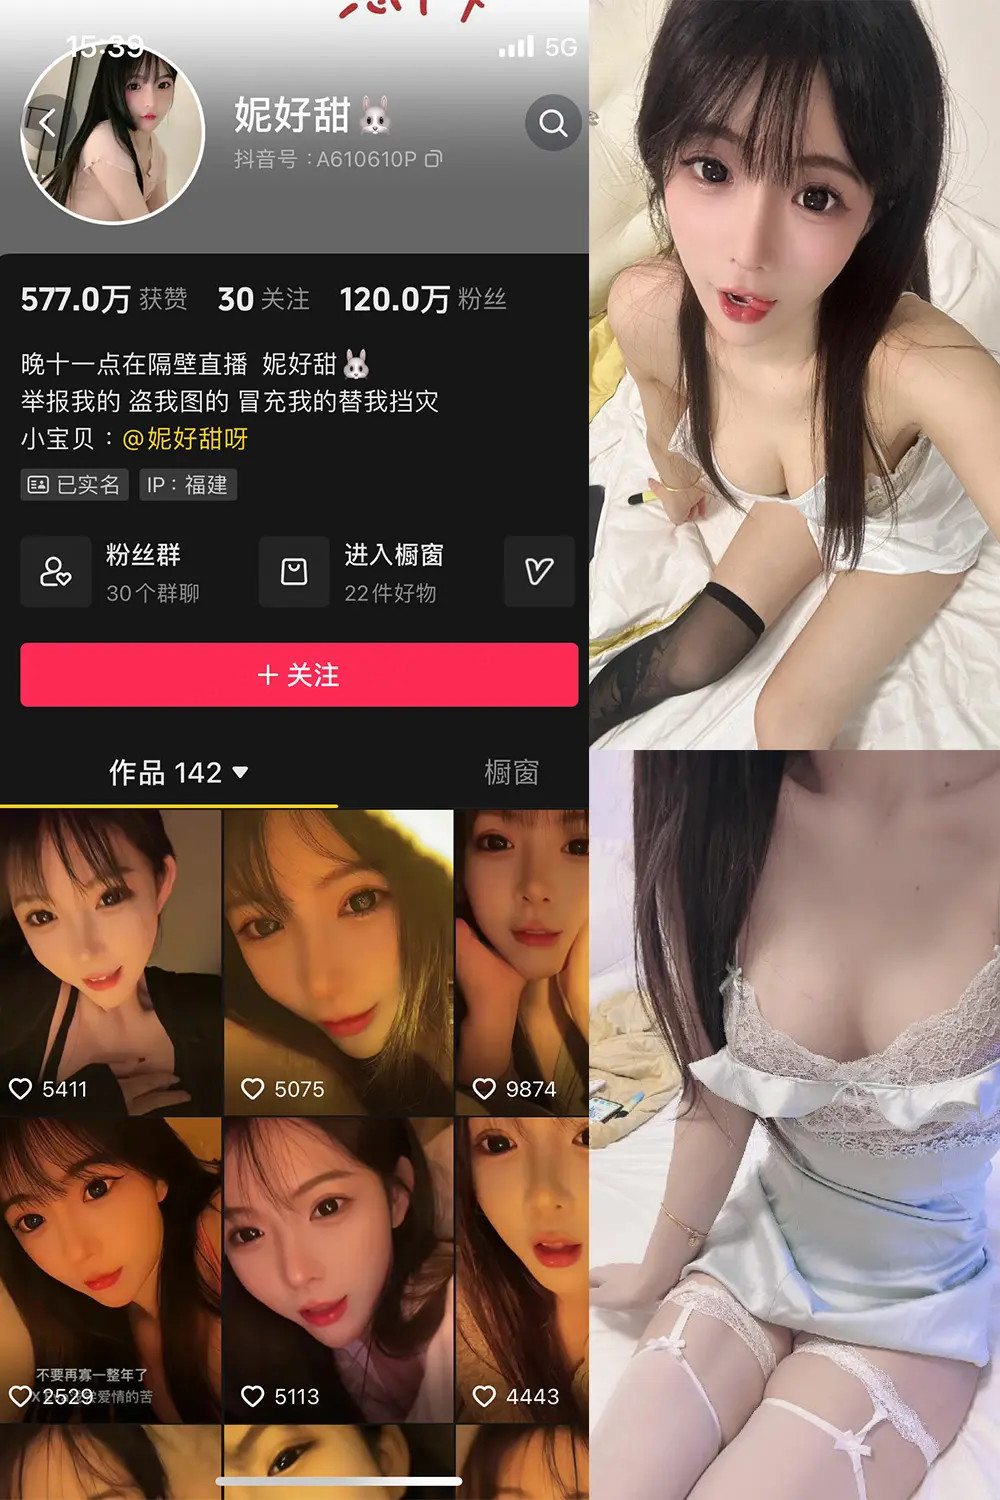 15:39
5G
妮好甜🐰
抖音号：A610610P
577.0万 获赞 30 关注 120.0万 粉丝
晚十一点在隔壁直播 妮好甜🐰
举报我的 盗我图的 冒充我的替我挡灾
小宝贝：@妮好甜呀
已实名 IP：福建
粉丝群 进入橱窗
30个群聊 22件好物
＋关注
作品 142 橱窗
5411 5075 9874
不要再寡一整年了
爱情的苦
2529 5113 4443